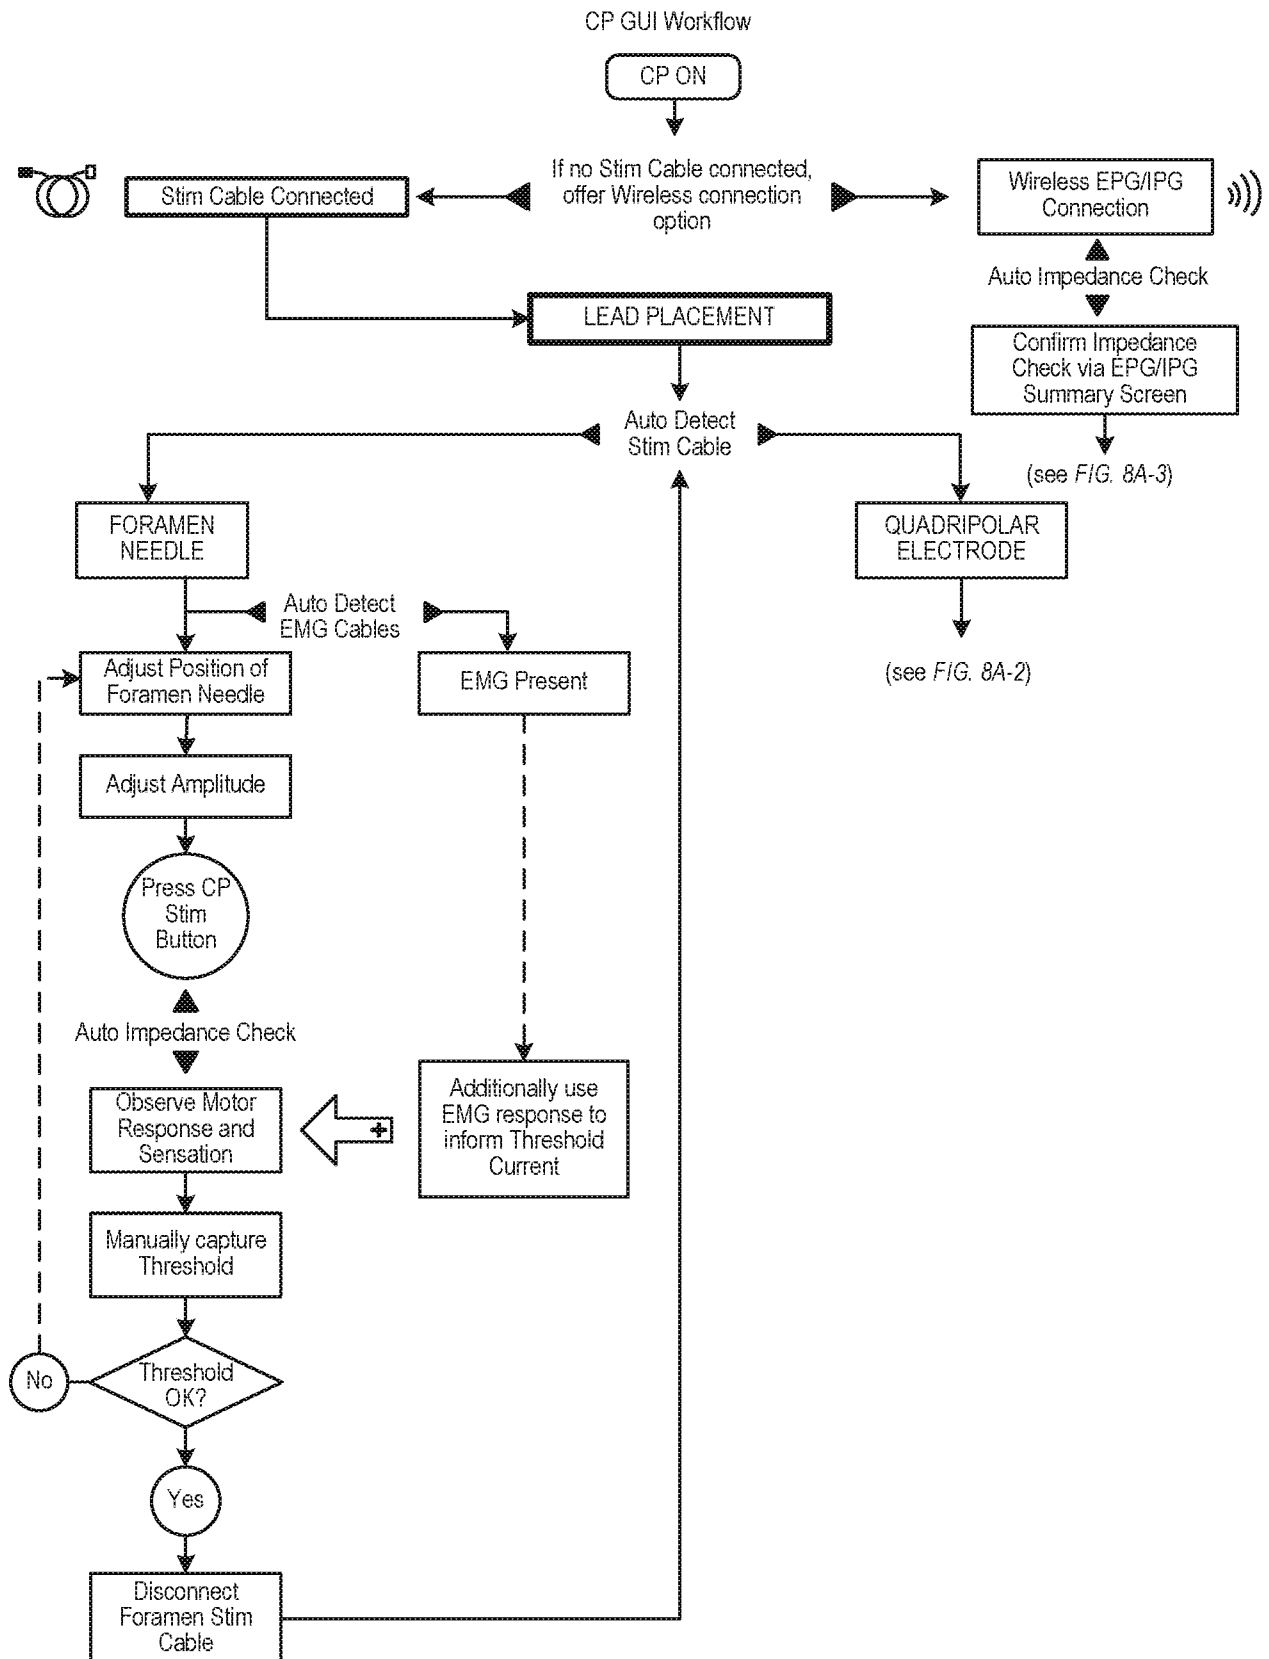 CP GUI Workflow
CP ON
If no Stim Cable connected,
offer Wireless connection
option
Stim Cable Connected
Wireless EPG/IPG
Connection
Auto Impedance Check
LEAD PLACEMENT
Confirm Impedance
Check via EPG/IPG
Summary Screen
Auto Detect
Stim Cable
(see FIG. 8A-3)
FORAMEN
NEEDLE
QUADRIPOLAR
ELECTRODE
Auto Detect
EMG Cables
Adjust Position of
Foramen Needle
EMG Present
(see FIG. 8A-2)
Adjust Amplitude
Press CP
Stim
Button
Auto Impedance Check
Observe Motor
Response and
Sensation
+
Additionally use
EMG response to
inform Threshold
Current
Manually capture
Threshold
Threshold
OK?
No
Yes
Disconnect
Foramen Stim
Cable